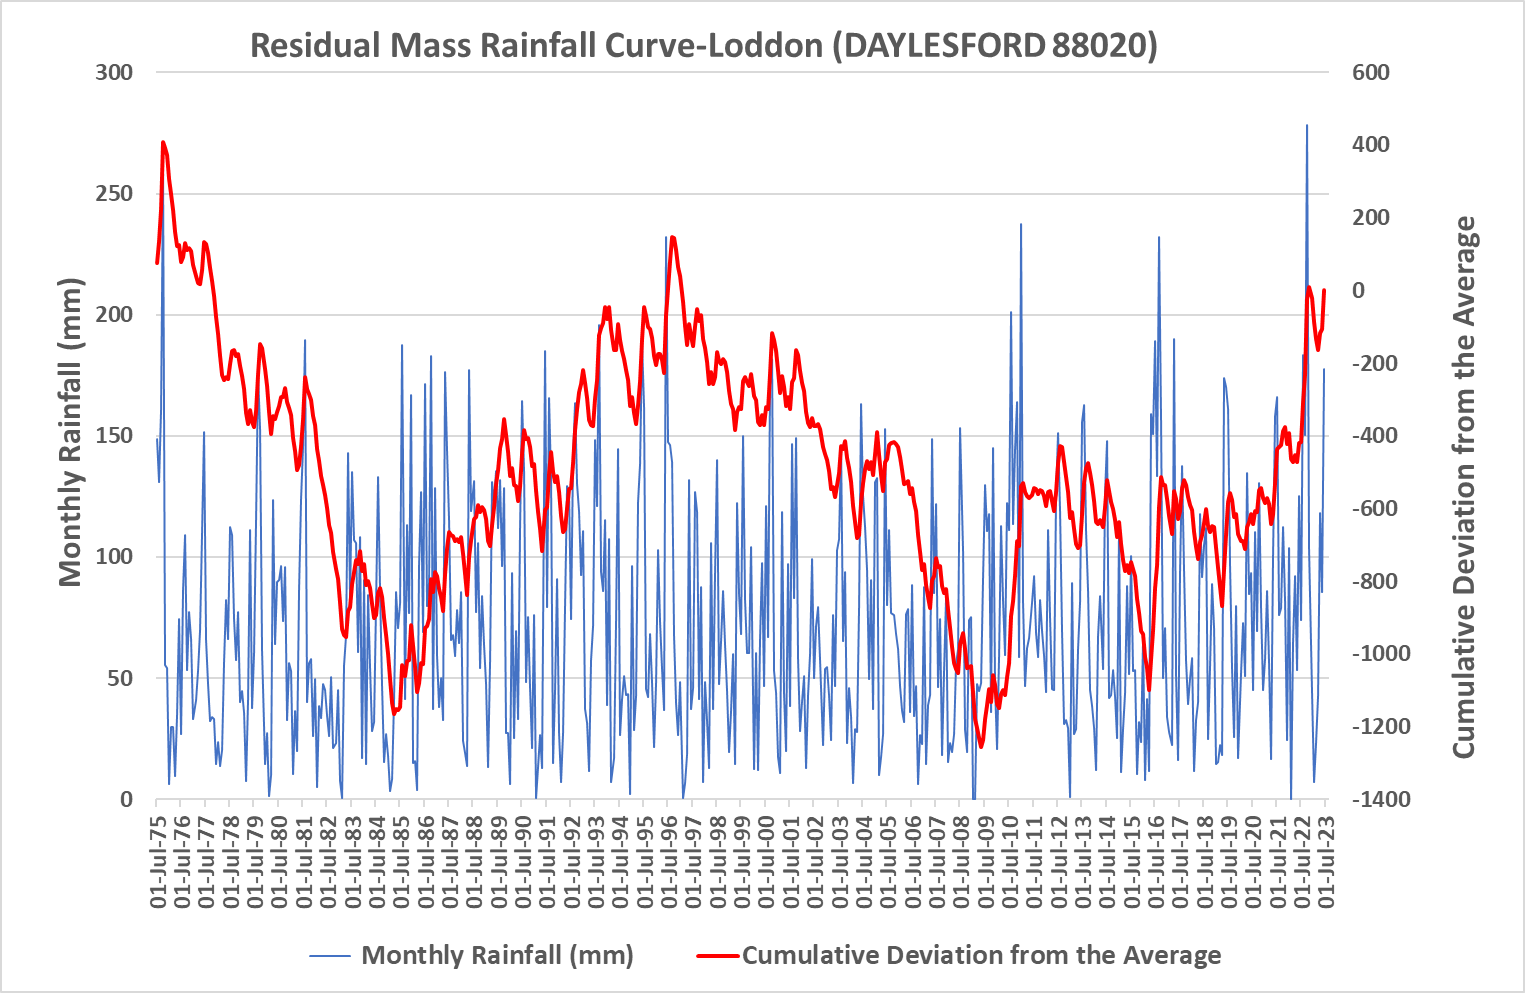 Residual Mass Rainfall Curve-Loddon (DAYLESFORD 88020)
300
250
200
150
100
50
0
Monthly Rainfall (mm)
600
400
200
0
-200
-400
-600
-800
-1000
-1200
-1400
Cumulative Deviation from the Average
01-Jul-75
01-Jul-76
01-Jul-77
01-Jul-78
01-Jul-79
01-Jul-80
01-Jul-81
01-Jul-82
01-Jul-83
01-Jul-84
01-Jul-85
01-Jul-86
01-Jul-87
01-Jul-88
01-Jul-89
01-Jul-90
01-Jul-91
01-Jul-92
01-Jul-93
01-Jul-94
01-Jul-95
01-Jul-96
01-Jul-97
01-Jul-98
01-Jul-99
01-Jul-00
01-Jul-01
01-Jul-02
01-Jul-03
01-Jul-04
01-Jul-05
01-Jul-06
01-Jul-07
01-Jul-08
01-Jul-09
01-Jul-10
01-Jul-11
01-Jul-12
01-Jul-13
01-Jul-14
01-Jul-15
01-Jul-16
01-Jul-17
01-Jul-18
01-Jul-19
01-Jul-20
01-Jul-21
01-Jul-22
01-Jul-23
Monthly Rainfall (mm)
Cumulative Deviation from the Average